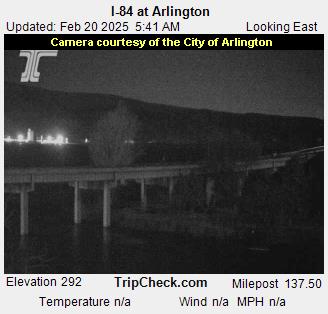 I-84 at Arlington
Updated: Feb 20 2025 5:41 AM Looking East
Camera courtesy of the City of Arlington
Elevation 292 TripCheck.com Milepost 137.50
Temperature n/a Wind n/a MPH n/a